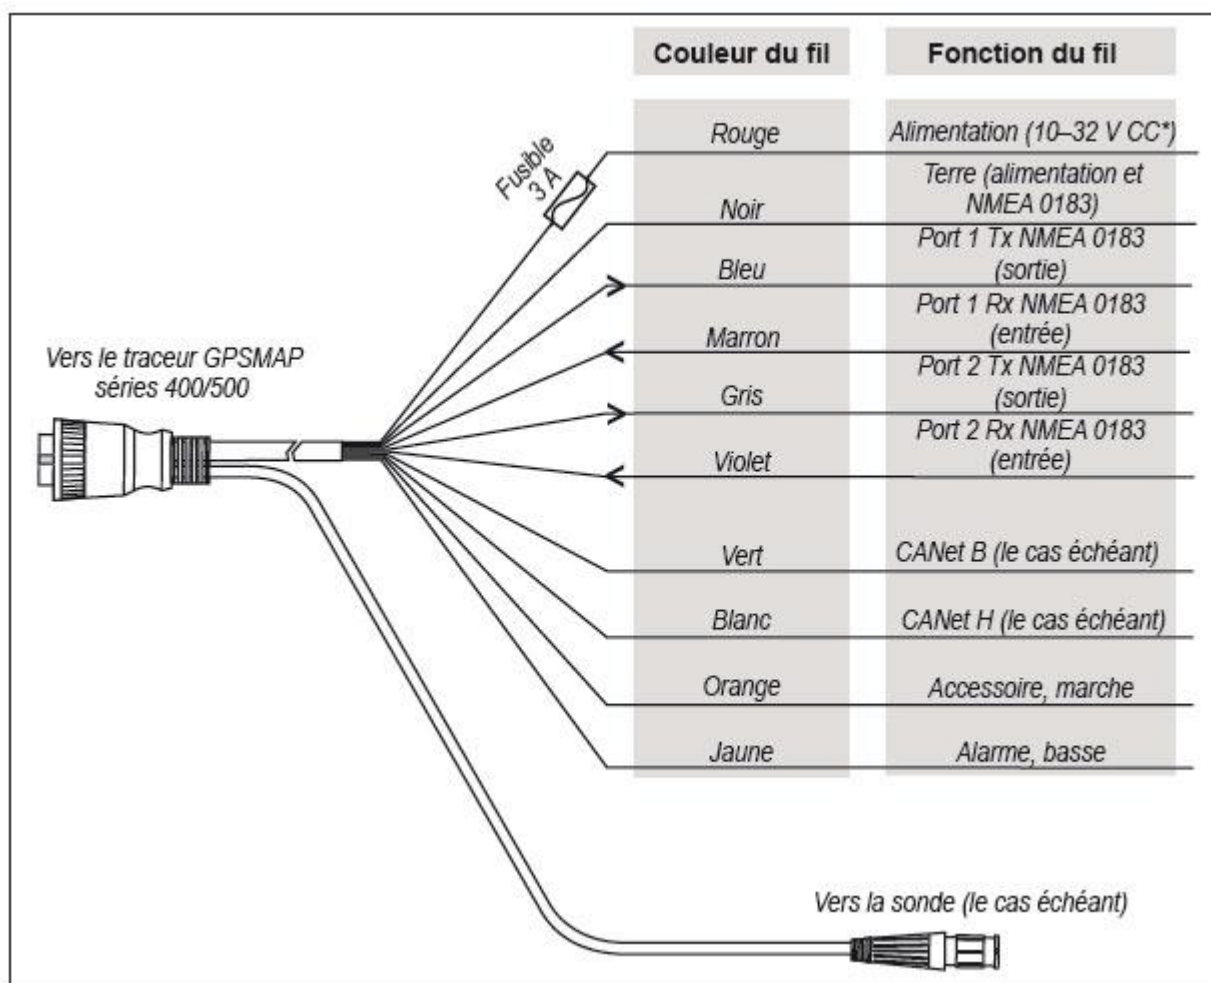 Couleur du fil
Fonction du fil
Fusible
3 A
Rouge
Alimentation (10–32 V CC*)
Noir
Terre (alimentation et
NMEA 0183)
Bleu
Port 1 Tx NMEA 0183
(sortie)
Marron
Port 1 Rx NMEA 0183
(entrée)
Gris
Port 2 Tx NMEA 0183
(sortie)
Violet
Port 2 Rx NMEA 0183
(entrée)
Vers le traceur GPSMAP
séries 400/500
Vert
CANet B (le cas échéant)
Blanc
CANet H (le cas échéant)
Orange
Accessoire, marche
Jaune
Alarme, basse
Vers la sonde (le cas échéant)